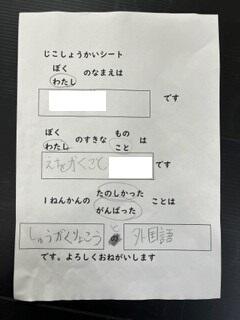 じこしょうかいシート
ぼく
わたし
のなまえは
です
ぼく
わたし
のすきな
もの
こと
は
えをかくこと
です
1ねんかんの
たのしかった
がんばった
ことは
しゅうがくりょこう
と
外国語
です。よろしくおねがいします